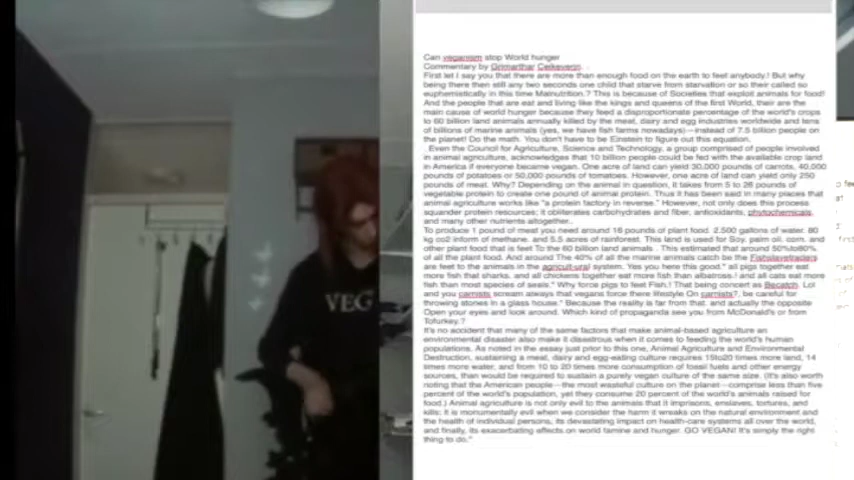 VEG
Can veganism stop World hunger
Commentary by Grimarthar Celkeverin. .
First let I say you that there are more than enough food on the earth to feel anybody.! But why
being there then still any two seconds one child that starve from starvation or so their called so
euphemistically in this time Malnutrition.? This is because of Societies that exploit animals for food!
And the people that are eat and living like the kings and queens of the first World, their are the
main cause of world hunger because they feed a disproportionate percentage of the world's crops
to 60 billion land animals annually killed by the meat, dairy and egg industries worldwide and tens
of billions of marine animals (yes, we have fish farms nowadays)—instead of 7.5 billion people on
the planet! Do the math. You don't have to be Einstein to figure out this equation.
Even the Council for Agriculture, Science and Technology, a group comprised of people involved
in animal agriculture, acknowledges that 10 billion people could be fed with the available crop land
in America if everyone became vegan. One acre of land can yield 30,000 pounds of carrots, 40,000
pounds of potatoes or 50,000 pounds of tomatoes. However, one acre of land can yield only 250
pounds of meat. Why? Depending on the animal in question, it takes from 5 to 26 pounds of
vegetable protein to create one pound of animal protein. Thus it has been said in many places that
animal agriculture works like "a protein factory in reverse." However, not only does this process
squander protein resources; it obliterates carbohydrates and fiber, antioxidants, phytochemicals,
and many other nutrients altogether..
To produce 1 pound of meat you need around 16 pounds of plant food. 2.500 gallons of water. 80
kg co2 inform of methane. and 5.5 acres of rainforest. This land is used for Soy, palm oil. corn. and
other plant food that is feel To the 60 billion land animals . This estimated that around 50%to80%.
of all the plant food. And around The 40% of all the marine animals catch be the Fishslavetraders
are feet to the animals in the agricult-ural system. Yes you here this good." all pigs together eat
more fish that sharks. and all chickens together eat more fish than albatross.! and all cats eat more
fish than most species of seals." Why force pigs to feet Fish.! That being concert as Becatch. Lol
and you carnists scream always that vegans force there lifestyle On carnists?. be careful for
throwing stones in a glass house." Because the reality is far from that. and actually the opposite
Open your eyes and look around. Which kind of propaganda see you from McDonald's or from
Tofurkey.?
It's no accident that many of the same factors that make animal-based agriculture an
environmental disaster also make it disastrous when it comes to feeding the world's human
populations. As noted in the essay just prior to this one, Animal Agriculture and Environmental
Destruction, sustaining a meat, dairy and egg-eating culture requires 15to20 times more land, 14
times more water, and from 10 to 20 times more consumption of fossil fuels and other energy
sources, than would be required to sustain a purely vegan culture of the same size. (It's also worth
noting that the American people—the most wasteful culture on the planet—comprise less than five
percent of the world's population, yet they consume 20 percent of the world's animals raised for
food.) Animal agriculture is not only evil to the animals that it imprisons, enslaves, tortures, and
kills; it is monumentally evil when we consider the harm it wreaks on the natural environment and
the health of individual persons, its devastating impact on health-care systems all over the world,
and finally, its exacerbating effects on world famine and hunger. GO VEGAN! It's simply the right
thing to do."